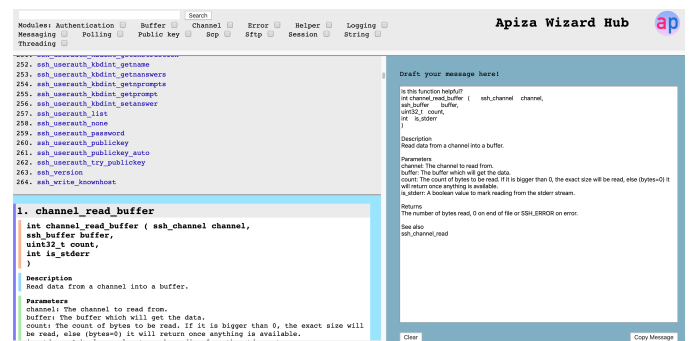 Search
Modules: Authentication Buffer Channel Error Helper Logging
Messaging Polling Public key Scp Sftp Session String
Threading
Apiza Wizard Hub
ap
252. ssh_userauth_kbdint_getname
253. ssh_userauth_kbdint_getnanswers
254. ssh_userauth_kbdint_getnprompts
255. ssh_userauth_kbdint_getprompt
256. ssh_userauth_kbdint_setanswer
257. ssh_userauth_list
258. ssh_userauth_none
259. ssh_userauth_password
260. ssh_userauth_publickey
261. ssh_userauth_publickey_auto
262. ssh_userauth_try_publickey
263. ssh_version
264. ssh_write_knownhost
1. channel_read_buffer
int channel_read_buffer ( ssh_channel channel,
ssh_buffer buffer,
uint32_t count,
int is_stderr
)
Description
Read data from a channel into a buffer.
Parameters
channel: The channel to read from.
buffer: The buffer which will get the data.
count: The count of bytes to be read. If it is bigger than 0, the exact size will
be read, else (bytes=0) it will return once anything is available.
Draft your message here!
Is this function helpful?
int channel_read_buffer ( ssh_channel channel,
ssh_buffer buffer,
uint32_t count,
int is_stderr
)
Description
Read data from a channel into a buffer.
Parameters
channel: The channel to read from.
buffer: The buffer which will get the data.
count: The count of bytes to be read. If it is bigger than 0, the exact size will be read, else (bytes=0) it
will return once anything is available.
is_stderr: A boolean value to mark reading from the stderr stream.
Returns
The number of bytes read, 0 on end of file or SSH_ERROR on error.
See also
ssh_channel_read
Clear
Copy Message